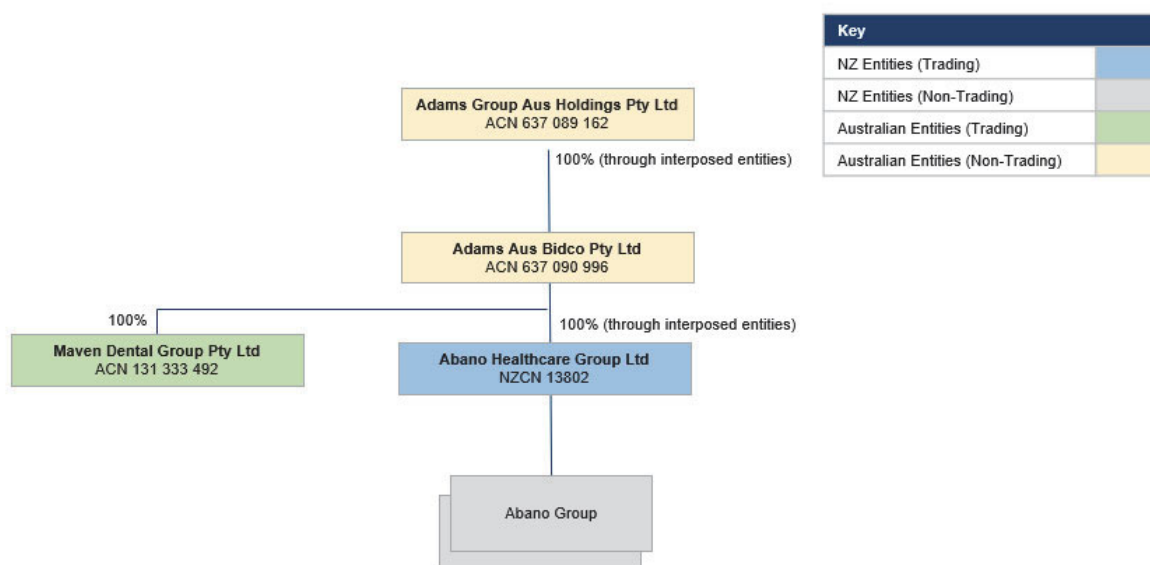 Key
NZ Entities (Trading)
NZ Entities (Non-Trading)
Australian Entities (Trading)
Australian Entities (Non-Trading)
Adams Group Aus Holdings Pty Ltd
ACN 637 089 162
100% (through interposed entities)
Adams Aus Bidco Pty Ltd
ACN 637 090 996
100%
100% (through interposed entities)
Maven Dental Group Pty Ltd
ACN 131 333 492
Abano Healthcare Group Ltd
NZCN 13802
Abano Group